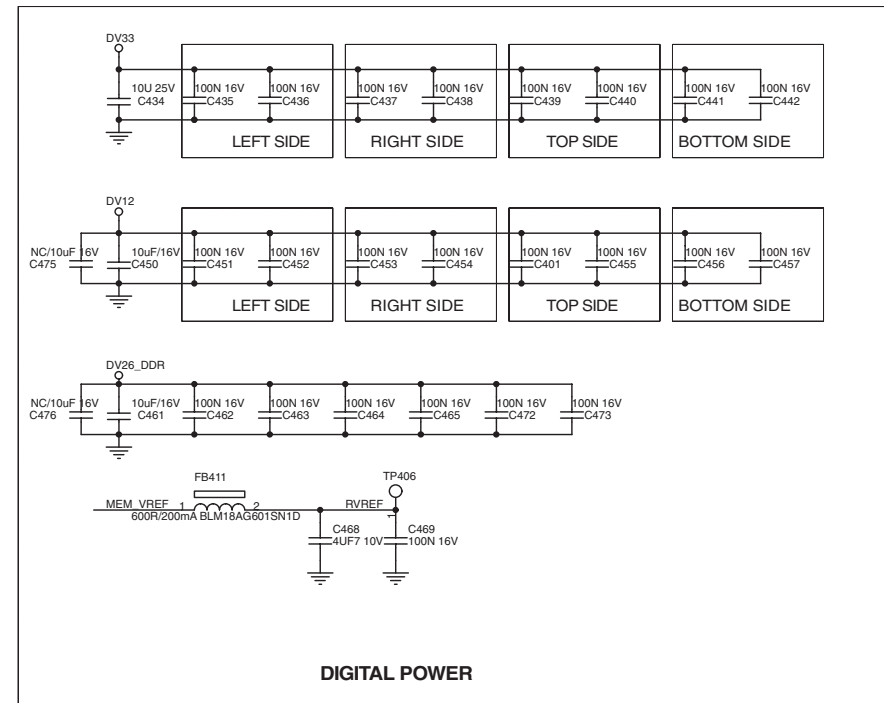 DV33
10U 25V
C434
100N 16V
C435
100N 16V
C436
100N 16V
C437
100N 16V
C438
100N 16V
C439
100N 16V
C440
100N 16V
C441
100N 16V
C442
LEFT SIDE
RIGHT SIDE
TOP SIDE
BOTTOM SIDE
DV12
NC/10uF 16V
C475
10uF/16V
C450
100N 16V
C451
100N 16V
C452
100N 16V
C453
100N 16V
C454
100N 16V
C401
100N 16V
C455
100N 16V
C456
100N 16V
C457
LEFT SIDE
RIGHT SIDE
TOP SIDE
BOTTOM SIDE
DV26_DDR
NC/10uF 16V
C476
10uF/16V
C461
100N 16V
C462
100N 16V
C463
100N 16V
C464
100N 16V
C465
100N 16V
C472
100N 16V
C473
FB411
TP406
MEM_VREF
1
2
RVREF
1
600R/200mA BLM18AG601SN1D
C468
4UF7 10V
C469
100N 16V
DIGITAL POWER